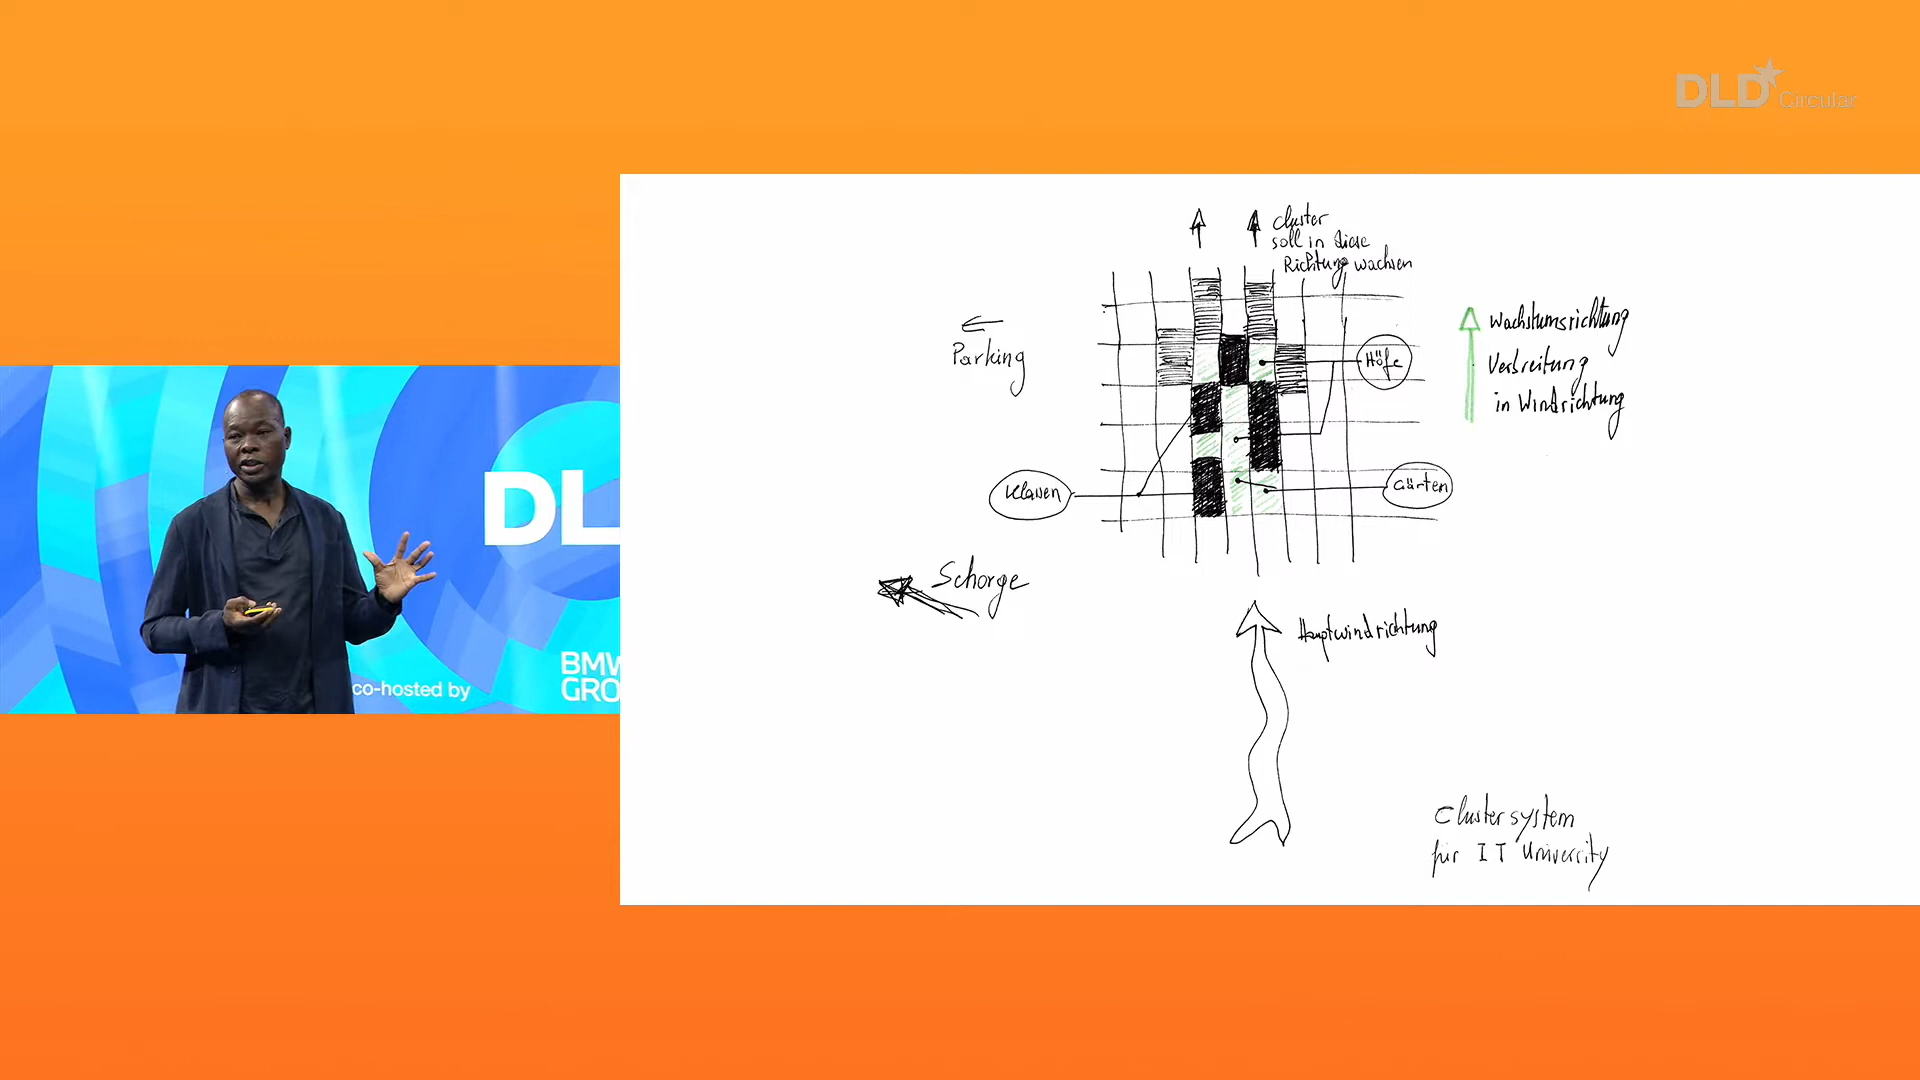 DLD Circular
cluster
soll in diese
Richtung wachsen
Parking
Höfe
Wachstumsrichtung
Verbreitung
in Windrichtung
Klassen
Gärten
Schorge
Hauptwindrichtung
DL
BMW
GRO
co-hosted by
Clustersystem
für IT Univercity